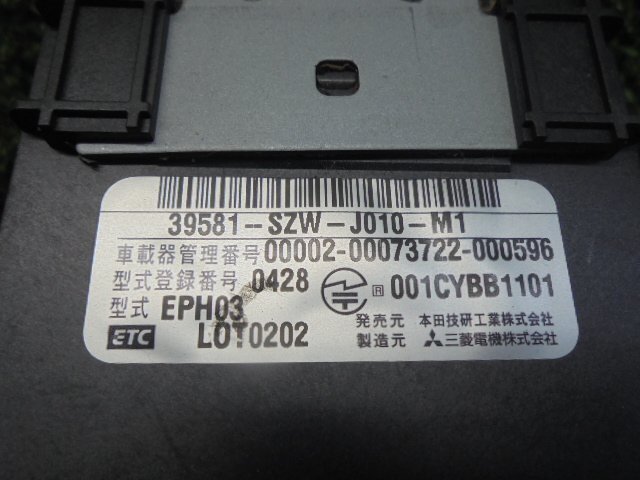 39581-SZW-J010-M1
車載器管理番号 00002-00073722-000596
型式登録番号 0428 R 001CYBB1101
型式 EPH03
ETC LOT0202
発売元 本田技研工業株式会社
製造元 三菱電機株式会社